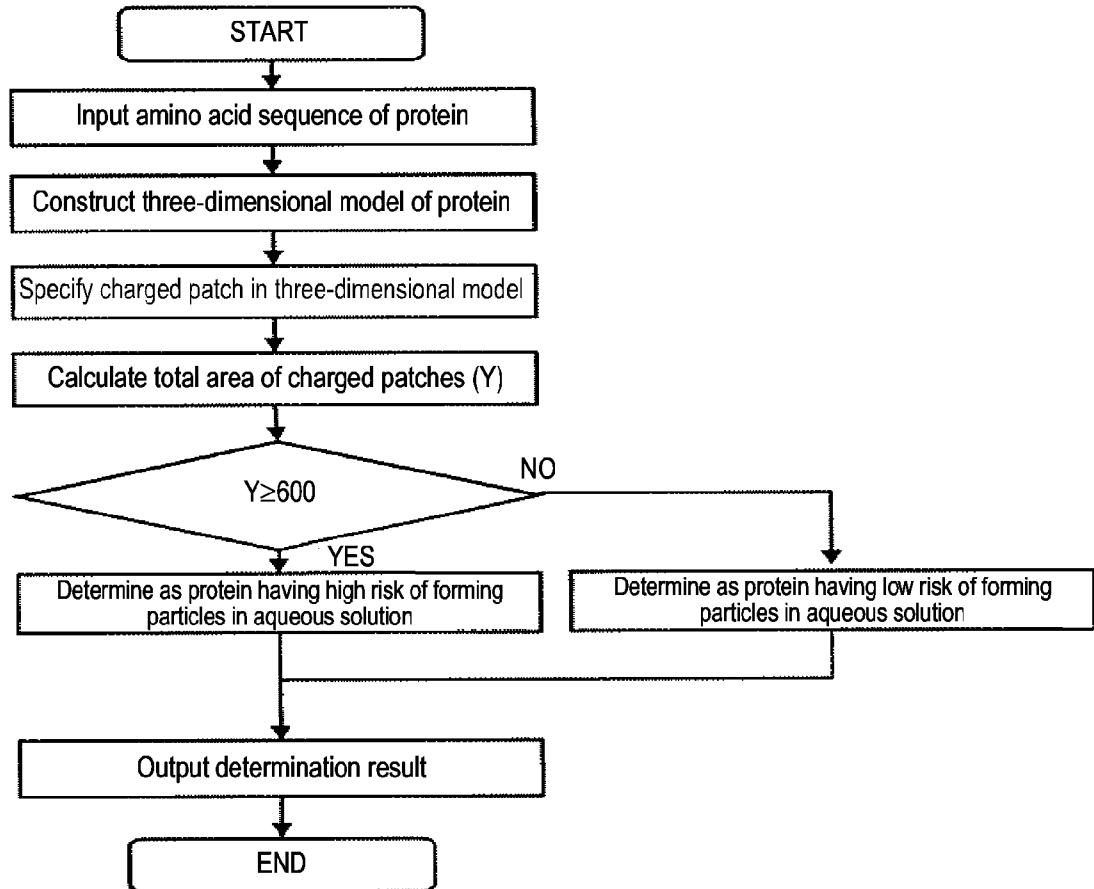 START
Input amino acid sequence of protein
Construct three-dimensional model of protein
Specify charged patch in three-dimensional model
Calculate total area of charged patches (Y)
Y≥600
NO
YES
Determine as protein having high risk of forming
particles in aqueous solution
Determine as protein having low risk of forming
particles in aqueous solution
Output determination result
END